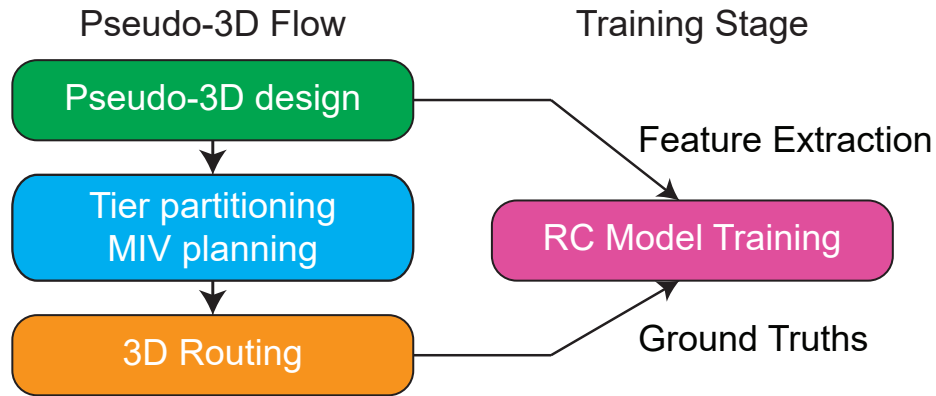 Pseudo-3D Flow
Training Stage
Pseudo-3D design
Feature Extraction
Tier partitioning
MIV planning
RC Model Training
3D Routing
Ground Truths